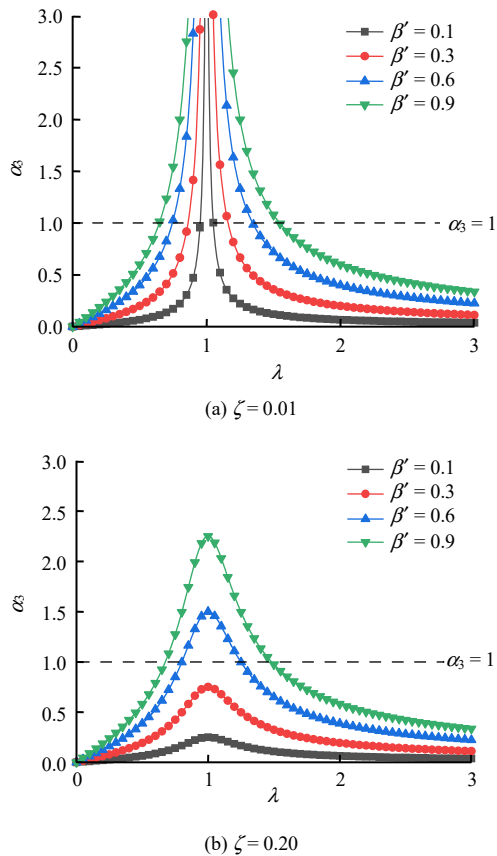 3.0
2.5
2.0
1.5
1.0
0.5
0.0
α₃
β′ = 0.1
β′ = 0.3
β′ = 0.6
β′ = 0.9
α₃ = 1
0 1 2 3
λ
(a) ζ = 0.01
3.0
2.5
2.0
1.5
1.0
0.5
0.0
α₃
β′ = 0.1
β′ = 0.3
β′ = 0.6
β′ = 0.9
α₃ = 1
0 1 2 3
λ
(b) ζ = 0.20